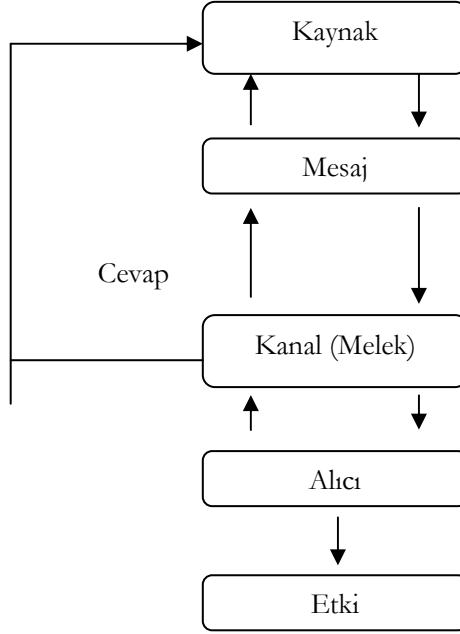 Kaynak
Mesaj
Cevap
Kanal (Melek)
Alıcı
Etki